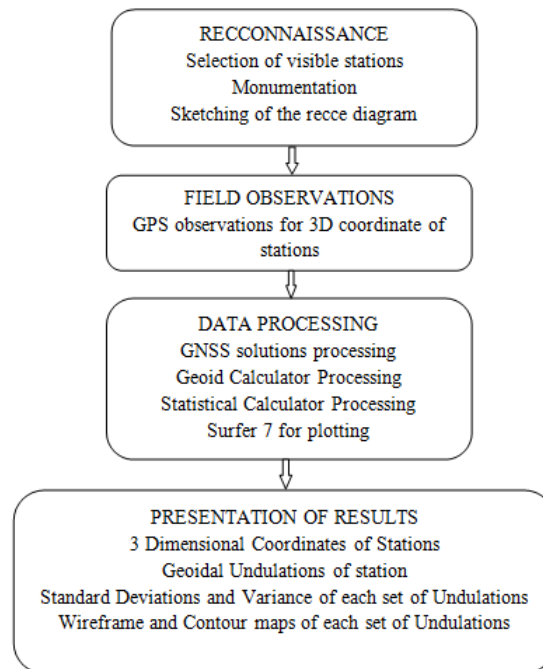 RECCONNAISSANCE
Selection of visible stations
Monumentation
Sketching of the recce diagram
FIELD OBSERVATIONS
GPS observations for 3D coordinate of
stations
DATA PROCESSING
GNSS solutions processing
Geoid Calculator Processing
Statistical Calculator Processing
Surfer 7 for plotting
PRESENTATION OF RESULTS
3 Dimensional Coordinates of Stations
Geoidal Undulations of station
Standard Deviations and Variance of each set of Undulations
Wireframe and Contour maps of each set of Undulations